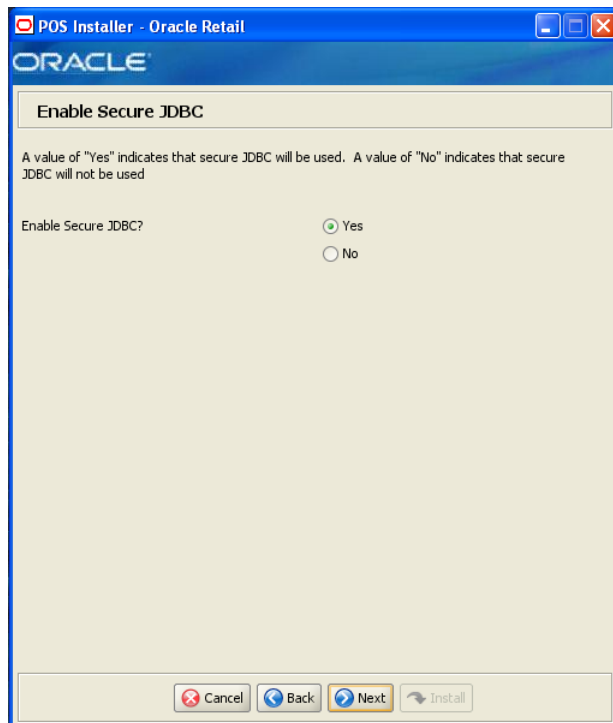 POS Installer - Oracle Retail
ORACLE
Enable Secure JDBC
A value of "Yes" indicates that secure JDBC will be used. A value of "No" indicates that secure
JDBC will not be used
Enable Secure JDBC?
Yes
No
Cancel
Back
Next
Install